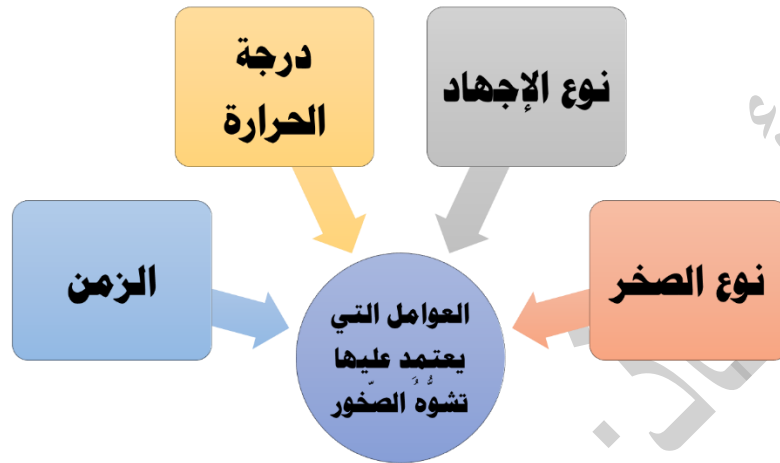 نوع الصخر
نوع الإجهاد
درجة
الحرارة
الزمن
العوامل التي
يعتمد عليها
تشوُّهُ الصّخور